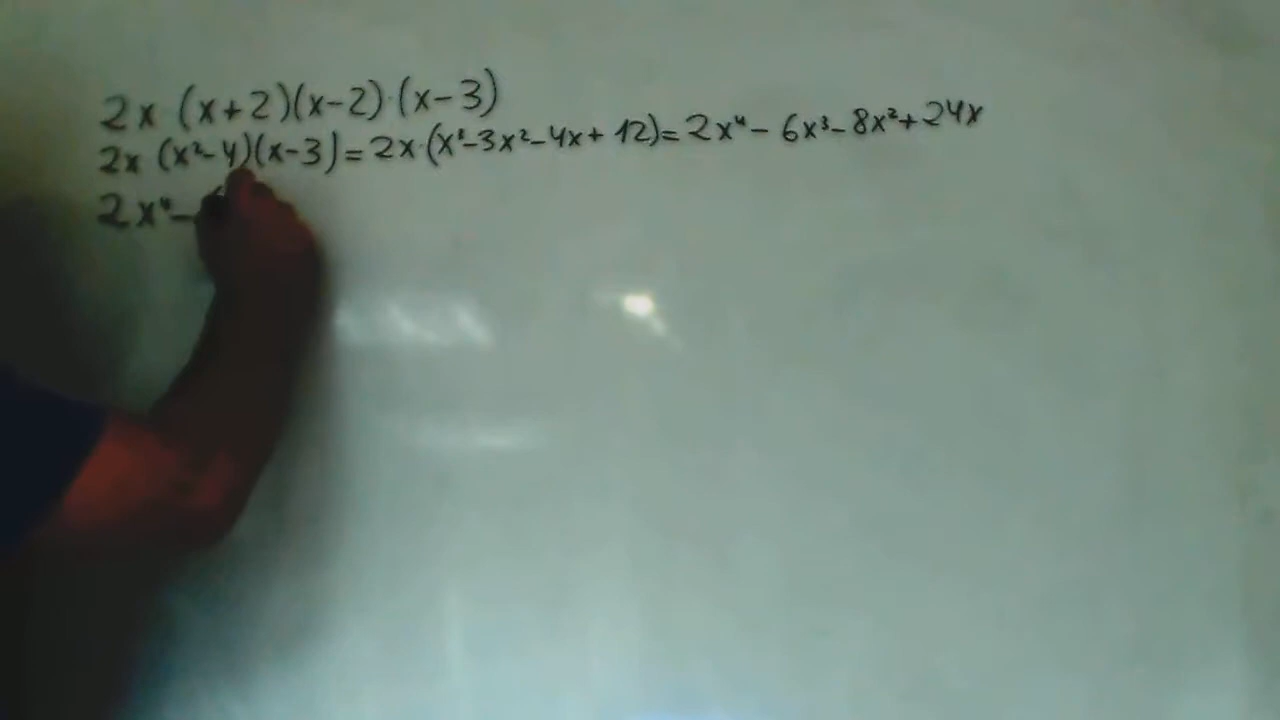 2x (x+2)(x-2)·(x-3)
2x (x²-4)(x-3)=2x·(x³-3x²-4x+12)=2x⁴-6x³-8x²+24x
2x⁴-